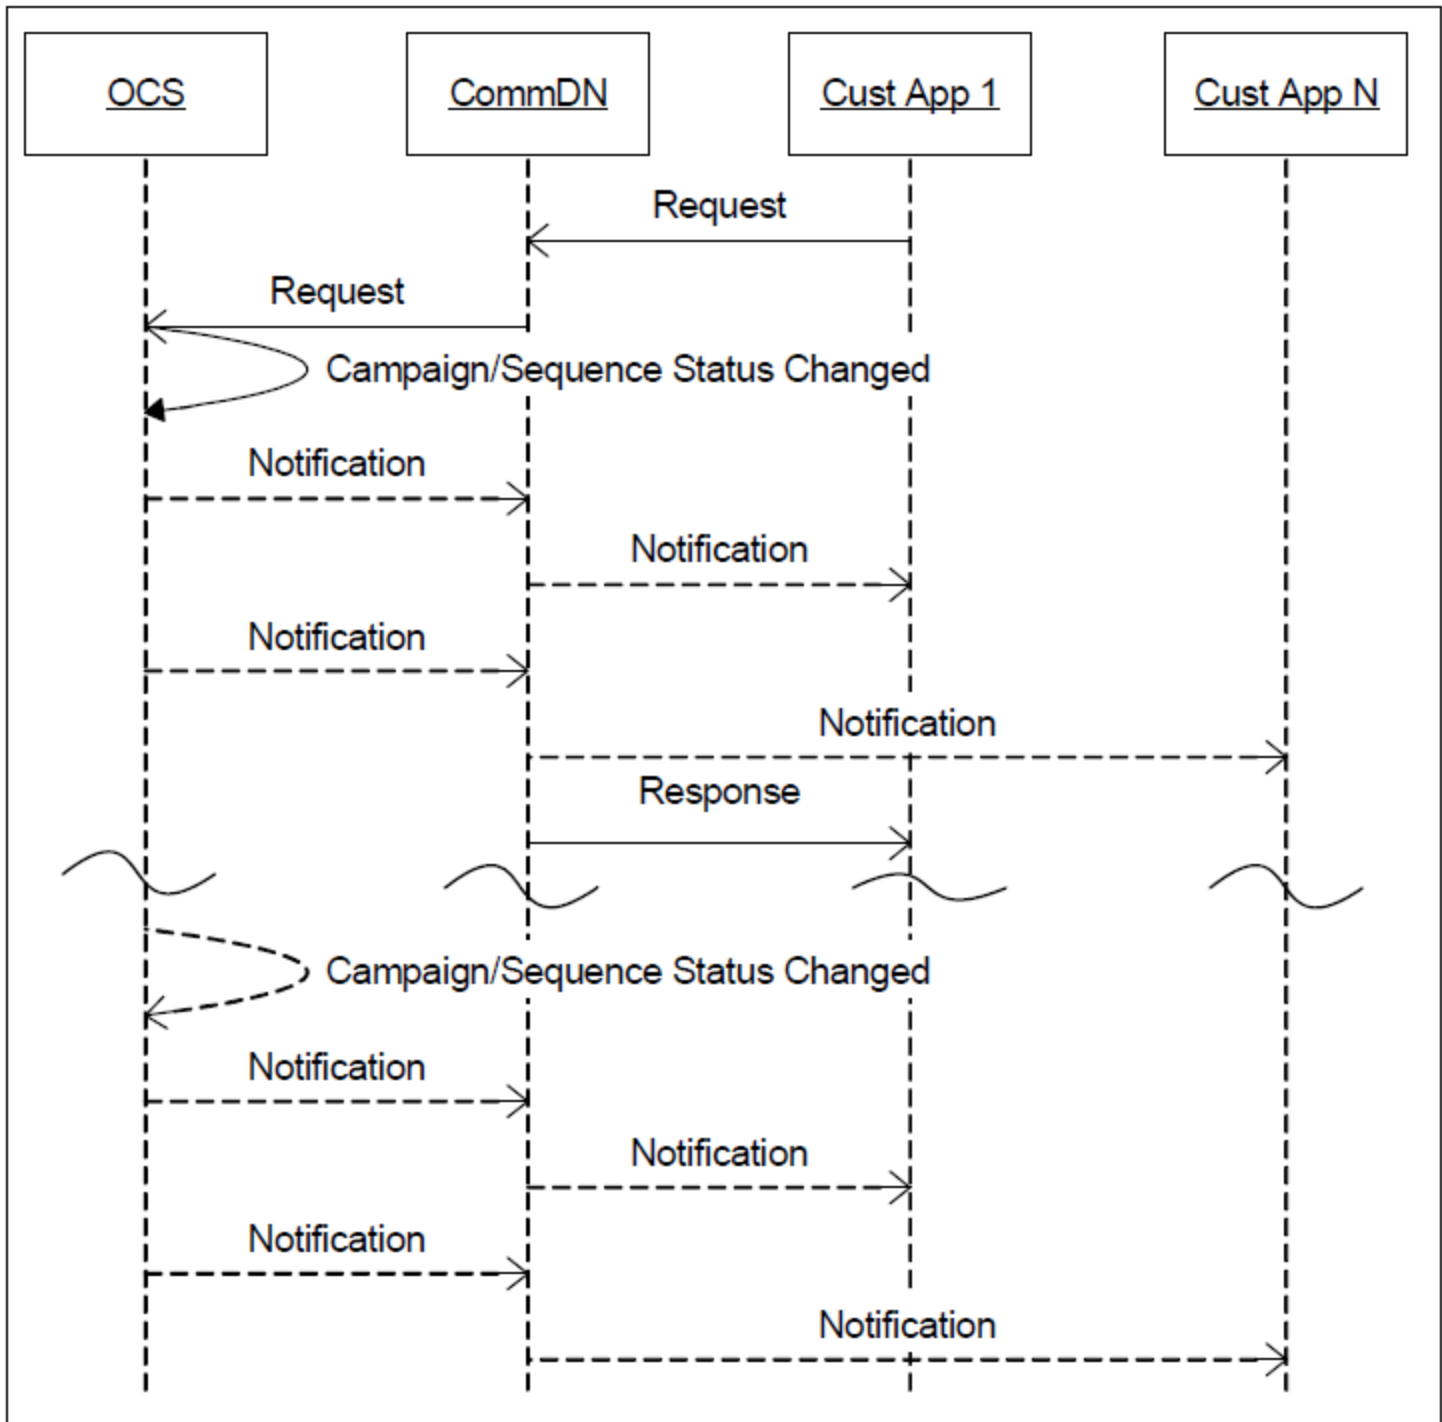 OCS
CommDN
Cust App 1
Cust App N
Request
Request
Campaign/Sequence Status Changed
Notification
Notification
Notification
Notification
Response
Campaign/Sequence Status Changed
Notification
Notification
Notification
Notification